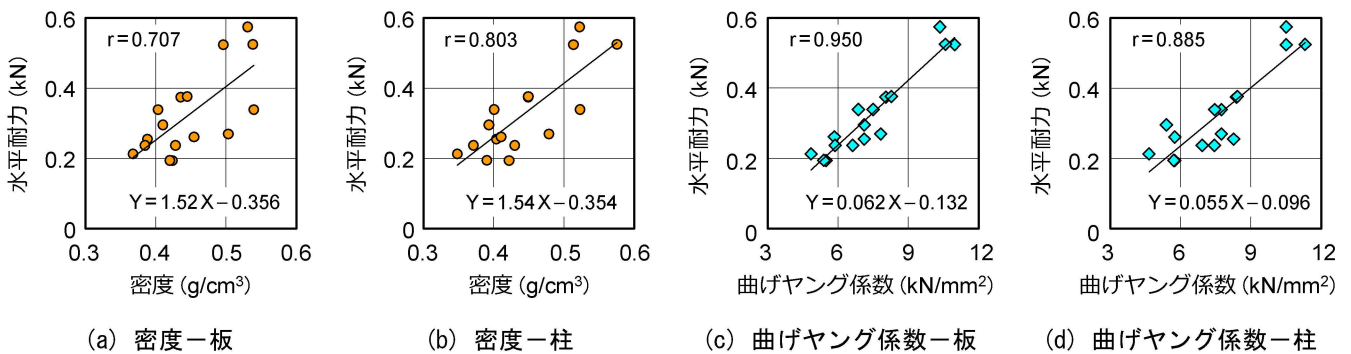 水平耐力 (kN)
0.6
0.4
0.2
0
r=0.707
Y=1.52X−0.356
0.3 0.4 0.5 0.6
密度 (g/cm³)
(a) 密度−板
水平耐力 (kN)
0.6
0.4
0.2
0
r=0.803
Y=1.54X−0.354
0.3 0.4 0.5 0.6
密度 (g/cm³)
(b) 密度−柱
水平耐力 (kN)
0.6
0.4
0.2
0
r=0.950
Y=0.062X−0.132
3 6 9 12
曲げヤング係数 (kN/mm²)
(c) 曲げヤング係数−板
水平耐力 (kN)
0.6
0.4
0.2
0
r=0.885
Y=0.055X−0.096
3 6 9 12
曲げヤング係数 (kN/mm²)
(d) 曲げヤング係数−柱